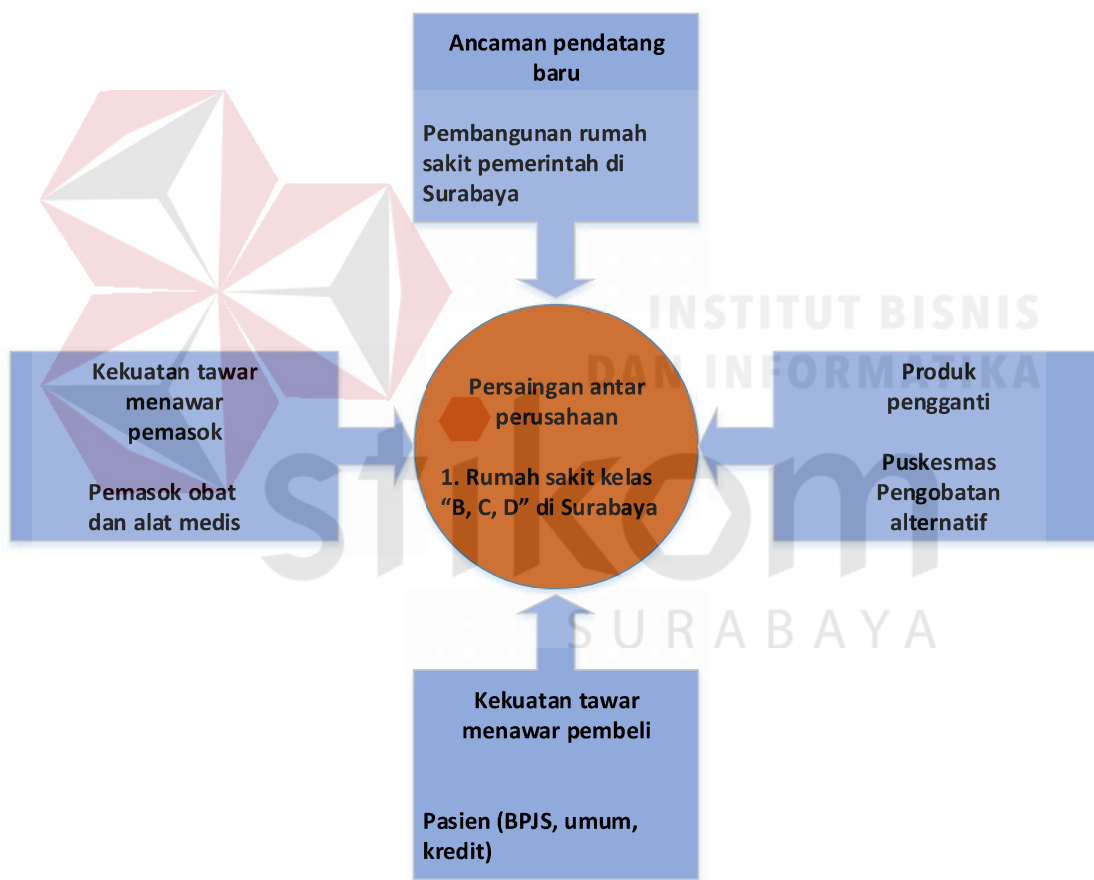 Ancaman pendatang
baru
Pembangunan rumah
sakit pemerintah di
Surabaya
INSTITUT BISNIS
DAN INFORMATIKA
Kekuatan tawar
menawar
pemasok
Pemasok obat
dan alat medis
Persaingan antar
perusahaan
1. Rumah sakit kelas
“B, C, D” di Surabaya
Produk
pengganti
Puskesmas
Pengobatan
alternatif
stikom
SURABAYA
Kekuatan tawar
menawar pembeli
Pasien (BPJS, umum,
kredit)